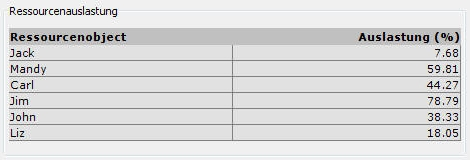 Ressourcenauslastung
Ressourcenobject Auslastung (%)
Jack 7.68
Mandy 59.81
Carl 44.27
Jim 78.79
John 38.33
Liz 18.05